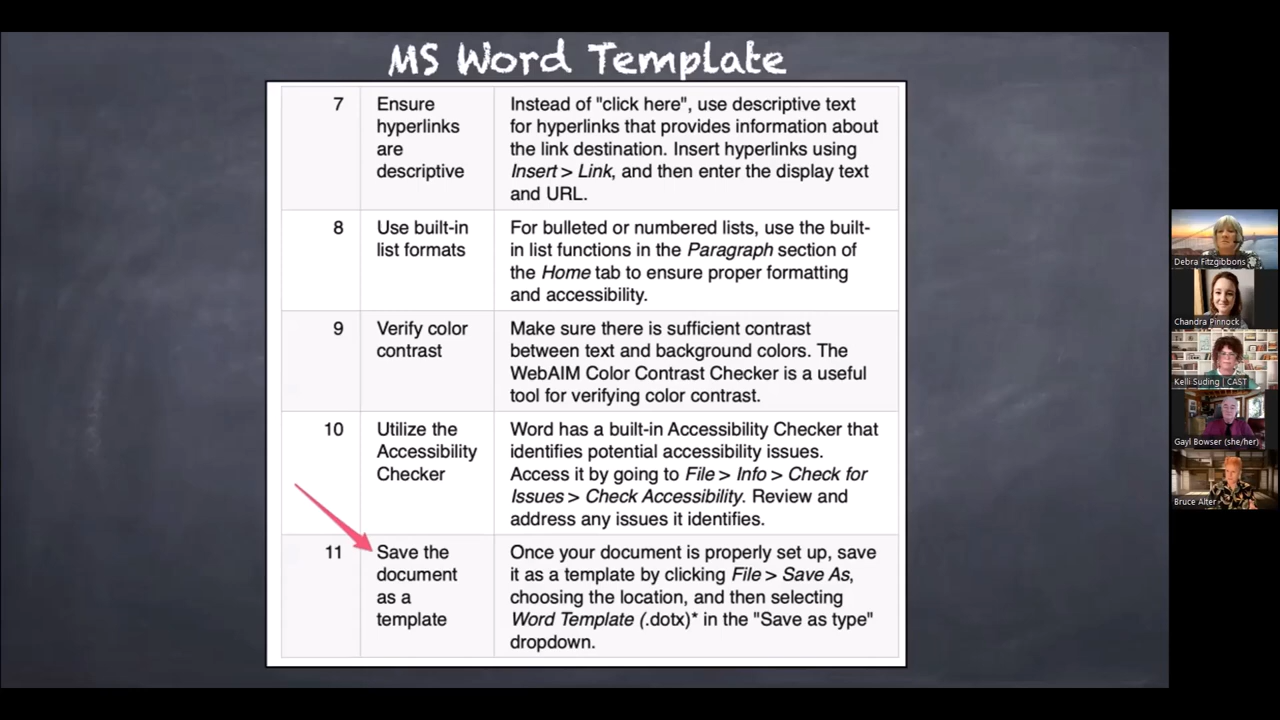 MS Word Template
7
Ensure
hyperlinks
are
descriptive
Instead of "click here", use descriptive text
for hyperlinks that provides information about
the link destination. Insert hyperlinks using
Insert > Link, and then enter the display text
and URL.
8
Use built-in
list formats
For bulleted or numbered lists, use the built-
in list functions in the Paragraph section of
the Home tab to ensure proper formatting
and accessibility.
9
Verify color
contrast
Make sure there is sufficient contrast
between text and background colors. The
WebAIM Color Contrast Checker is a useful
tool for verifying color contrast.
10
Utilize the
Accessibility
Checker
Word has a built-in Accessibility Checker that
identifies potential accessibility issues.
Access it by going to File > Info > Check for
Issues > Check Accessibility. Review and
address any issues it identifies.
11
Save the
document
as a
template
Once your document is properly set up, save
it as a template by clicking File > Save As,
choosing the location, and then selecting
Word Template (.dotx)* in the "Save as type"
dropdown.
Debra Fitzgibbons
Chandra Pinnock
Kelli Suding | CAST
Gayl Bowser (she/her)
Bruce Alter